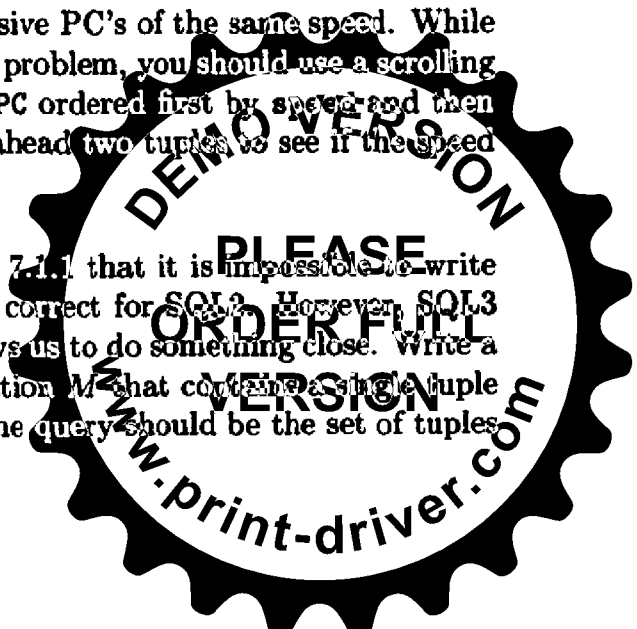 sive PC's of the same speed. While
problem, you should use a scrolling
PC ordered first by speed and then
ahead two tuples to see if the speed
7.1.1 that it is impossible to write
correct for SQL2. However, SQL3
vs us to do something close. Write a
tion M that contains a single tuple
he query should be the set of tuples
DEMO VERSION
PLEASE
ORDER FULL
VERSION
www.print-driver.com